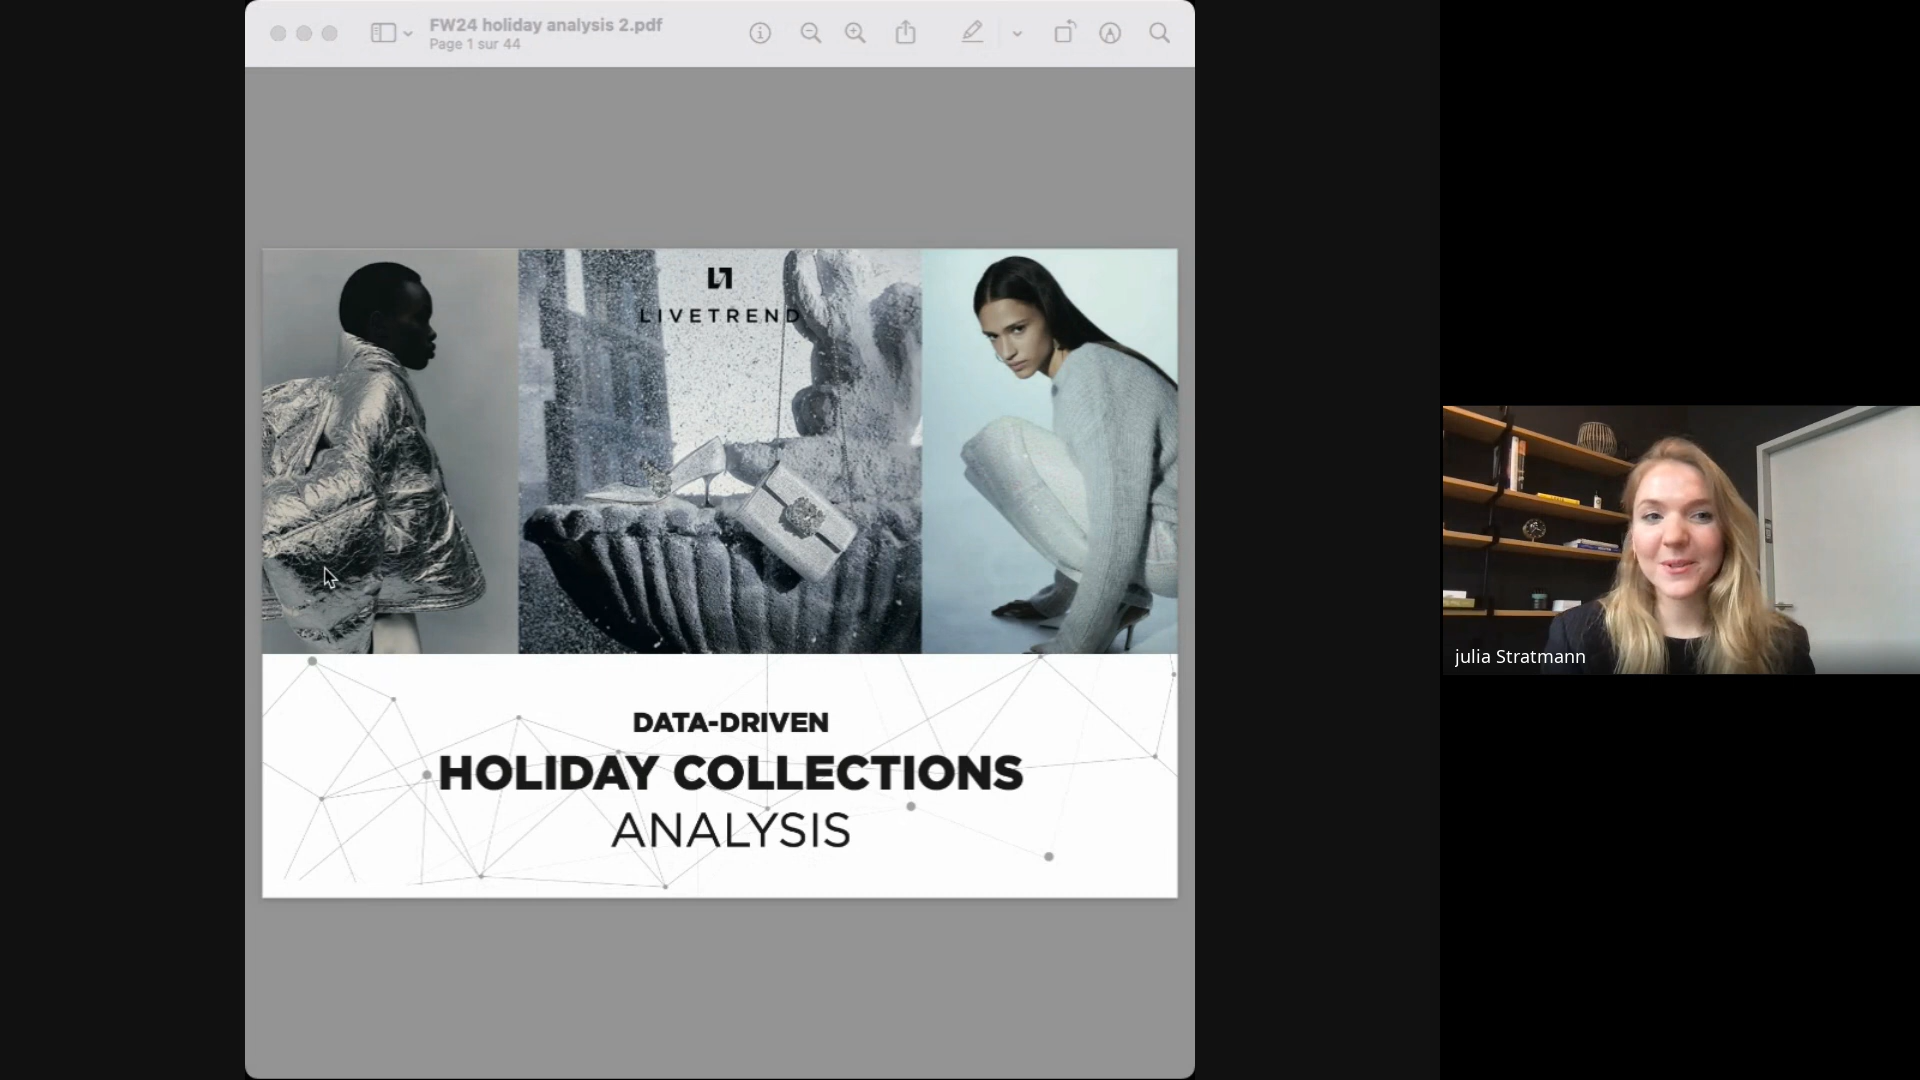 FW24 holiday analysis 2.pdf
Page 1 sur 44
LIVETREND
DATA-DRIVEN
HOLIDAY COLLECTIONS
ANALYSIS
julia Stratmann